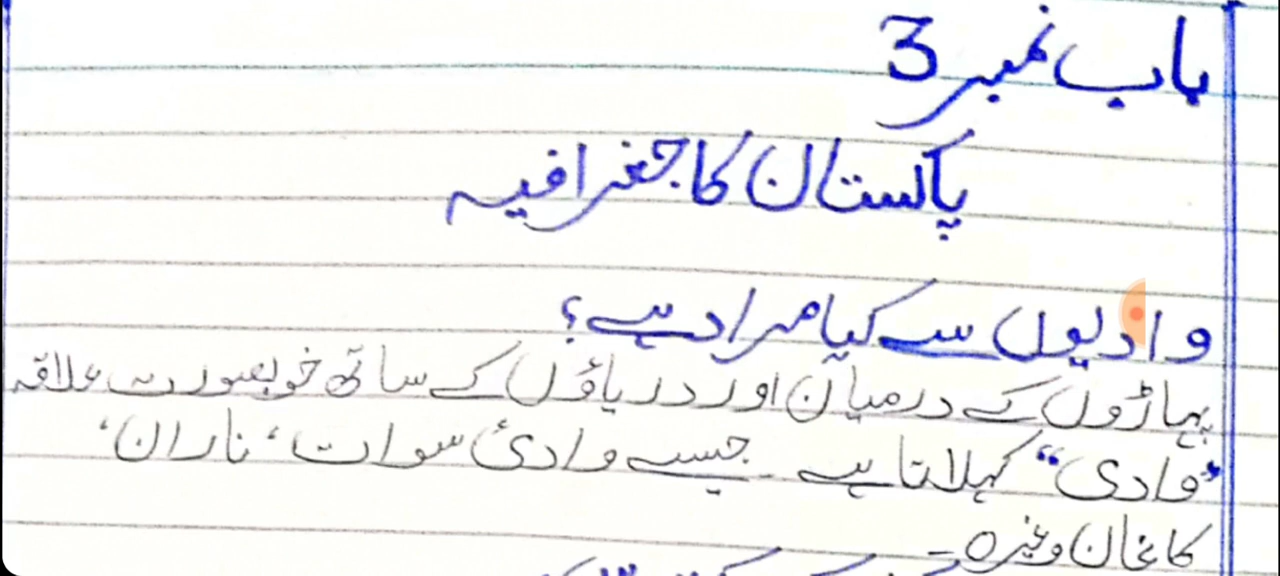 باب نمبر 3
پاکستان کا جغرافیہ
وادیوں سے کیا مراد ہے؟
پہاڑوں کے درمیان اور دریاؤں کے ساتھ خوبصورت علاقہ
”وادی“ کہلاتا ہے۔ جیسے وادئ سوات، ناران،
کاغان وغیرہ۔